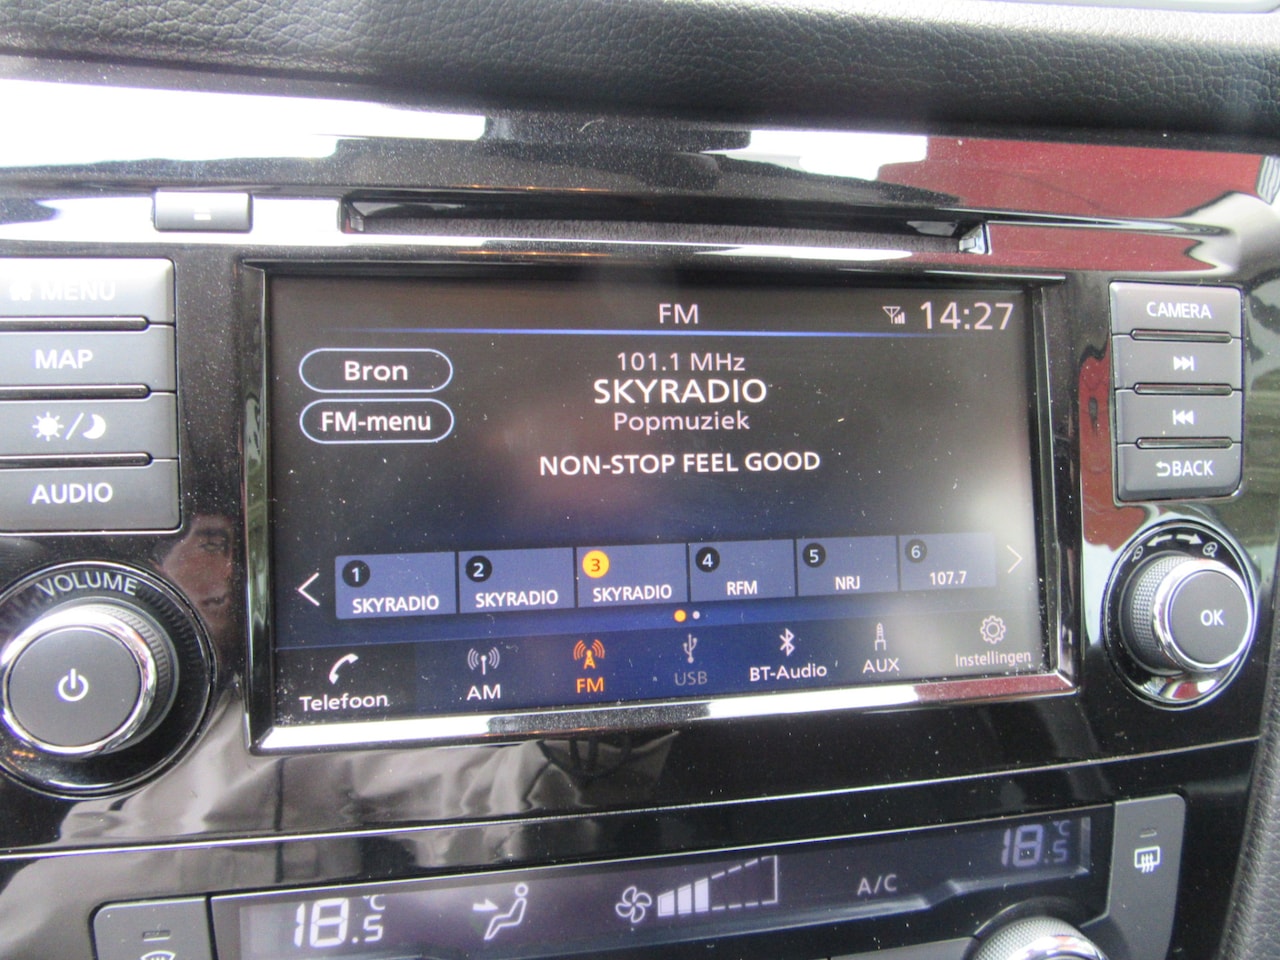 MENU
MAP
AUDIO
VOLUME
FM
14:27
Bron
101.1 MHz
SKYRADIO
FM-menu
Popmuziek
NON-STOP FEEL GOOD
1
SKYRADIO
2
SKYRADIO
3
SKYRADIO
4
RFM
5
NRJ
6
107.7
Telefoon
AM
FM
USB
BT-Audio
AUX
Instellingen
CAMERA
BACK
OK
18.5°C
A/C
18.5°C